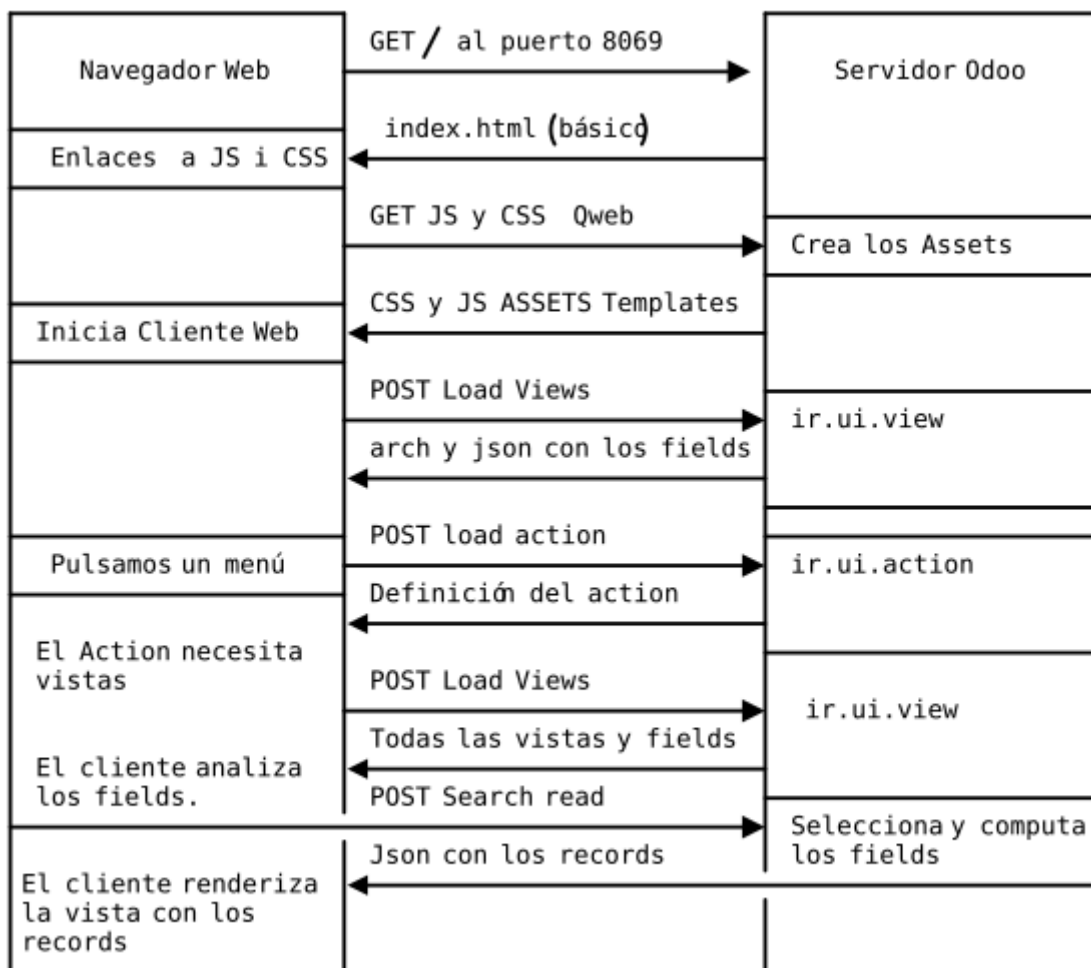 GET / al puerto 8069
Navegador Web
Servidor Odoo
index.html (básico)
Enlaces a JS i CSS
GET JS y CSS Qweb
Crea los Assets
CSS y JS ASSETS Templates
Inicia Cliente Web
POST Load Views
ir.ui.view
arch y json con los fields
POST load action
Pulsamos un menú
ir.ui.action
Definición del action
El Action necesita
vistas
POST Load Views
ir.ui.view
Todas las vistas y fields
El cliente analiza
los fields.
POST Search read
Selecciona y computa
los fields
Json con los records
El cliente renderiza
la vista con los
records